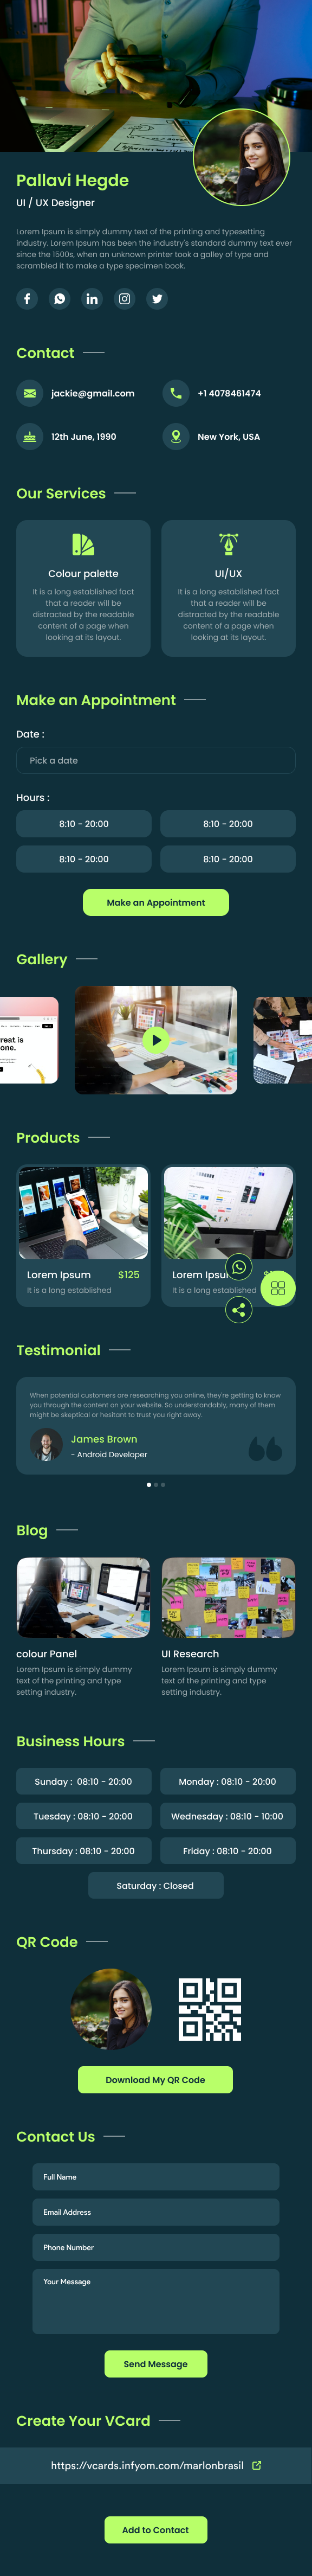 Pallavi Hegde
UI / UX Designer
Lorem Ipsum is simply dummy text of the printing and typesetting
industry. Lorem Ipsum has been the industry's standard dummy text ever
since the 1500s, when an unknown printer took a galley of type and
scrambled it to make a type specimen book.
Contact
jackie@gmail.com
+1 4078461474
12th June, 1990
New York, USA
Our Services
Colour palette
It is a long established fact
that a reader will be
distracted by the readable
content of a page when
looking at its layout.
UI/UX
It is a long established fact
that a reader will be
distracted by the readable
content of a page when
looking at its layout.
Make an Appointment
Date :
Pick a date
Hours :
8:10 - 20:00
8:10 - 20:00
8:10 - 20:00
8:10 - 20:00
Make an Appointment
Gallery
Products
Lorem Ipsum $125
It is a long established
Lorem Ipsu
It is a long established
Testimonial
When potential customers are researching you online, they're getting to know
you through the content on your website. So understandably, many of them
might be skeptical or hesitant to trust you right away.
James Brown
- Android Developer
Blog
colour Panel
Lorem Ipsum is simply dummy
text of the printing and type
setting industry.
UI Research
Lorem Ipsum is simply dummy
text of the printing and type
setting industry.
Business Hours
Sunday : 08:10 - 20:00
Monday : 08:10 - 20:00
Tuesday : 08:10 - 20:00
Wednesday : 08:10 - 10:00
Thursday : 08:10 - 20:00
Friday : 08:10 - 20:00
Saturday : Closed
QR Code
Download My QR Code
Contact Us
Full Name
Email Address
Phone Number
Your Message
Send Message
Create Your VCard
https://vcards.infyom.com/marlonbrasil
Add to Contact